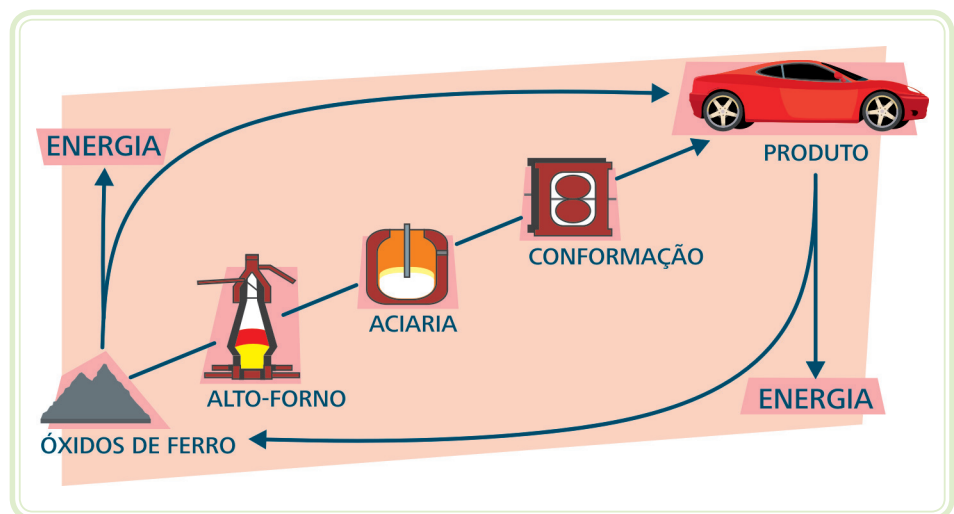 ENERGIA
PRODUTO
CONFORMAÇÃO
ACIARIA
ALTO-FORNO
ENERGIA
ÓXIDOS DE FERRO